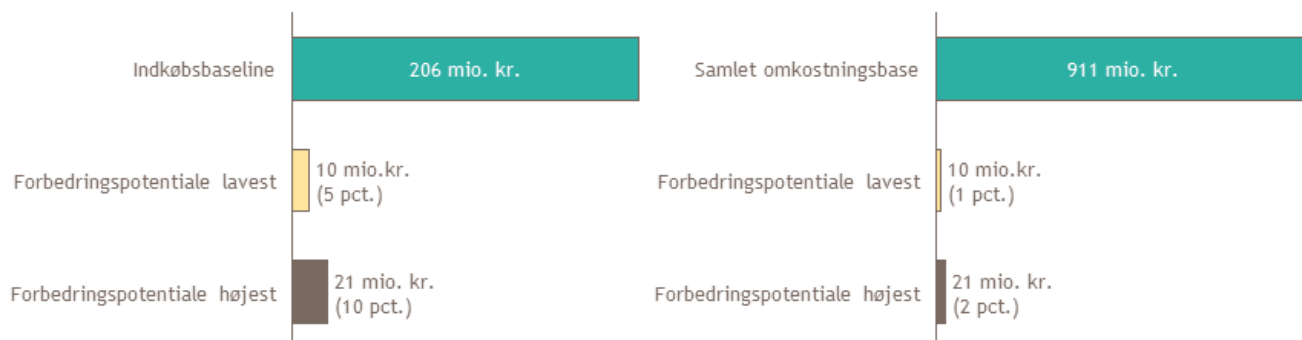 Indkøbsbaseline
206 mio. kr.
Forbedringspotentiale lavest
10 mio.kr.
(5 pct.)
Forbedringspotentiale højest
21 mio. kr.
(10 pct.)
Samlet omkostningsbase
911 mio. kr.
Forbedringspotentiale lavest
10 mio.kr.
(1 pct.)
Forbedringspotentiale højest
21 mio. kr.
(2 pct.)